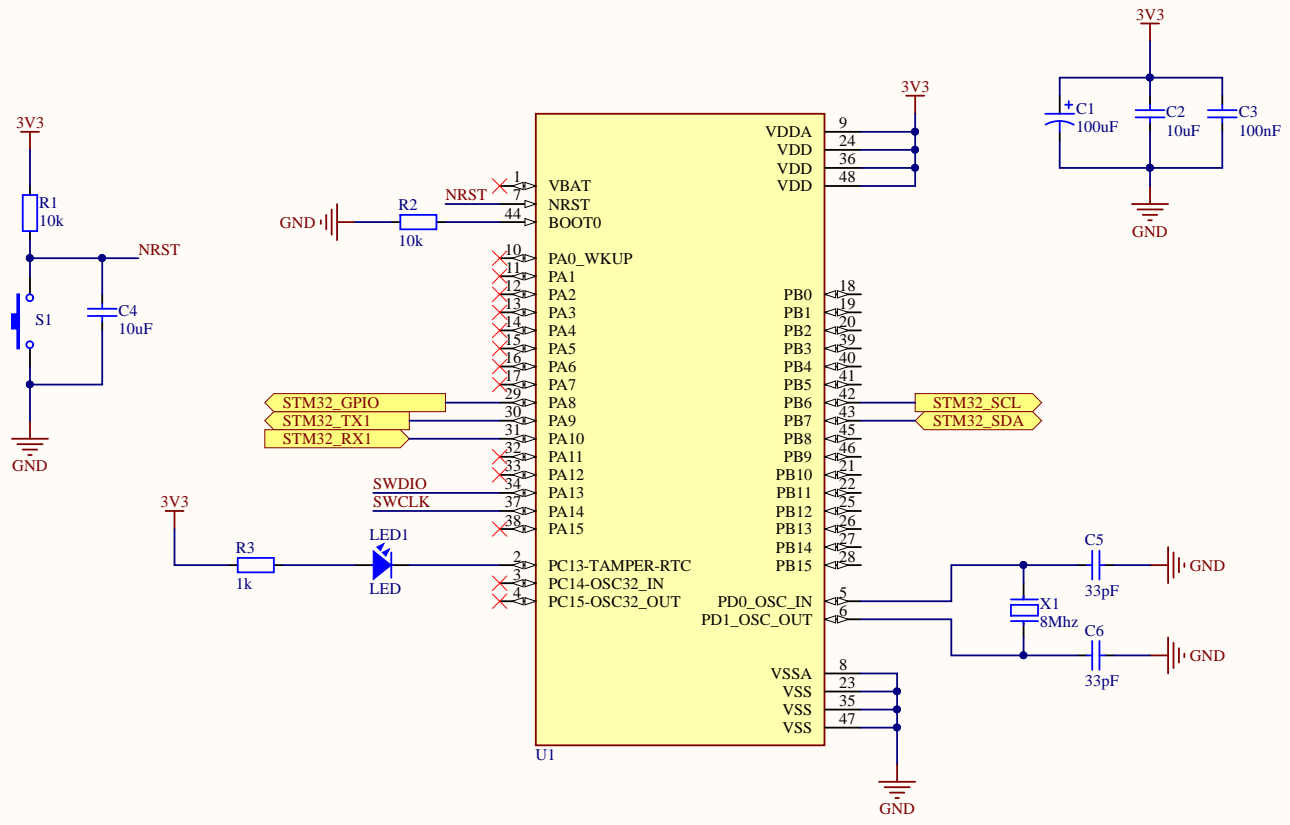 3V3
C1
100uF
C2
10uF
C3
100nF
GND
3V3
R1
10k
NRST
S1
C4
10uF
GND
GND
R2
10k
NRST
3V3
1 VBAT
7 NRST
44 BOOT0
10 PA0_WKUP
11 PA1
12 PA2
13 PA3
14 PA4
15 PA5
16 PA6
17 PA7
STM32_GPIO 29 PA8
STM32_TX1 30 PA9
STM32_RX1 31 PA10
32 PA11
33 PA12
SWDIO 34 PA13
SWCLK 37 PA14
38 PA15
3V3
R3
1k
LED1
LED
2 PC13-TAMPER-RTC
3 PC14-OSC32_IN
4 PC15-OSC32_OUT
VDDA 9
VDD 24
VDD 36
VDD 48
PB0 18
PB1 19
PB2 20
PB3 39
PB4 40
PB5 41
PB6 42 STM32_SCL
PB7 43 STM32_SDA
PB8 45
PB9 46
PB10 21
PB11 22
PB12 25
PB13 26
PB14 27
PB15 28
PD0_OSC_IN 5
PD1_OSC_OUT 6
VSSA 8
VSS 23
VSS 35
VSS 47
U1
GND
C5
33pF
GND
X1
8Mhz
C6
33pF
GND